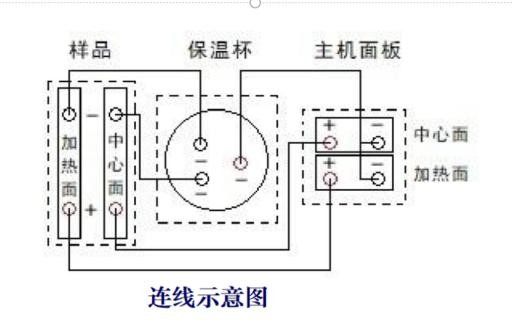 样品 保温杯 主机面板
加热面 − 中心面 +
− − −
+ − 中心面
+ − 加热面
连线示意图